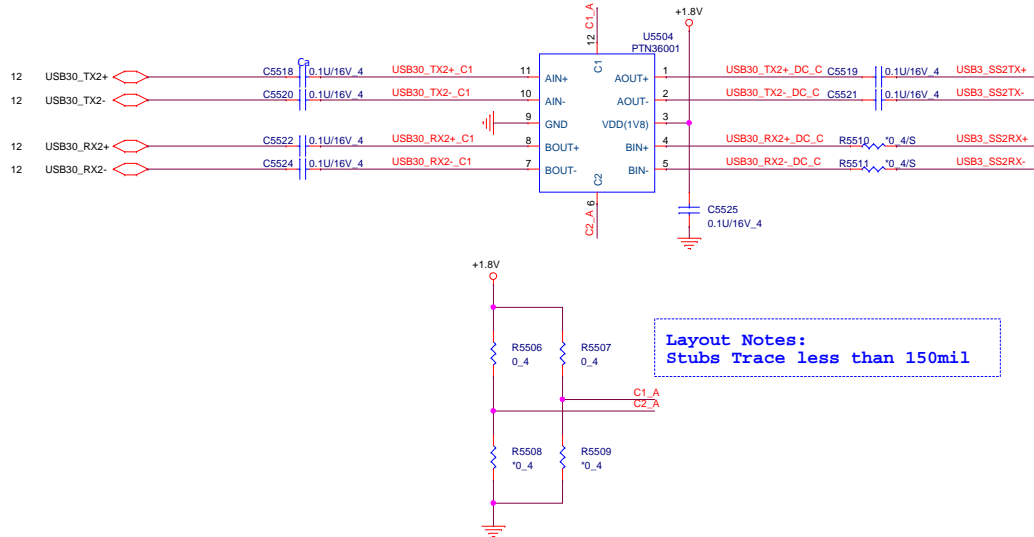 C1_A
+1.8V
12
U5504
PTN36001
Ca
12 USB30_TX2+ C5518 0.1U/16V_4 USB30_TX2+_C1 11 AIN+ C1 AOUT+ 1 USB30_TX2+_DC_C C5519 0.1U/16V_4 USB3_SS2TX+
12 USB30_TX2- C5520 0.1U/16V_4 USB30_TX2-_C1 10 AIN- AOUT- 2 USB30_TX2-_DC_C C5521 0.1U/16V_4 USB3_SS2TX-
9 GND VDD(1V8) 3
12 USB30_RX2+ C5522 0.1U/16V_4 USB30_RX2+_C1 8 BOUT+ BIN+ 4 USB30_RX2+_DC_C R5510 *0_4/S USB3_SS2RX+
12 USB30_RX2- C5524 0.1U/16V_4 USB30_RX2-_C1 7 BOUT- C2 BIN- 5 USB30_RX2-_DC_C R5511 *0_4/S USB3_SS2RX-
6
C2_A
C5525
0.1U/16V_4
+1.8V
R5506
0_4
R5507
0_4
Layout Notes:
Stubs Trace less than 150mil
C1_A
C2_A
R5508
*0_4
R5509
*0_4